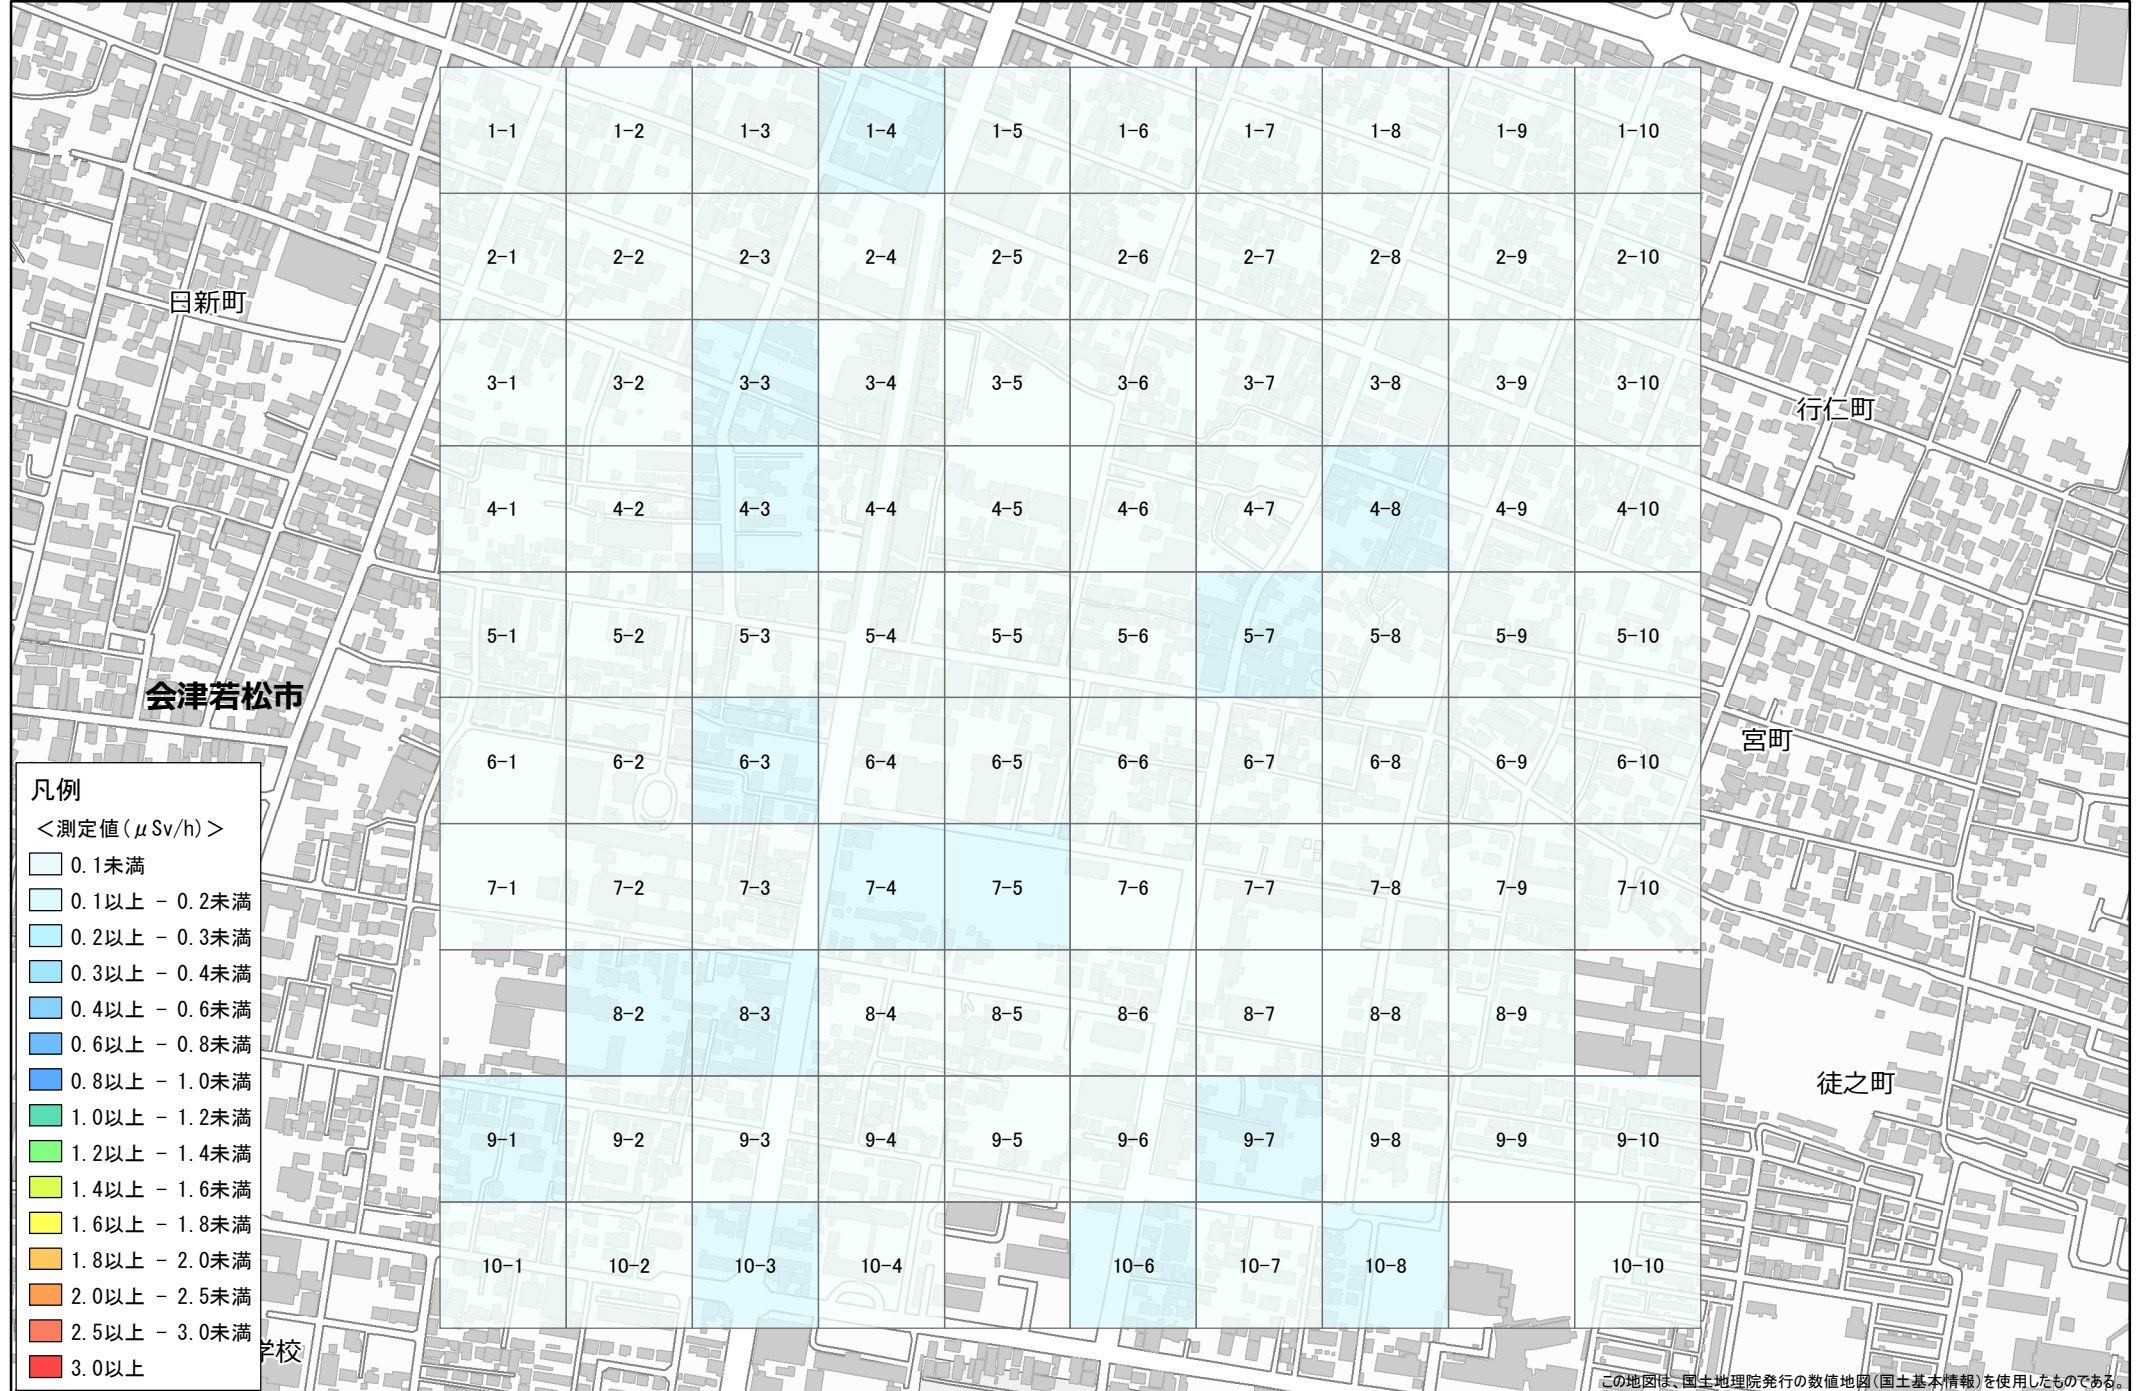 1-1 1-2 1-3 1-4 1-5 1-6 1-7 1-8 1-9 1-10
2-1 2-2 2-3 2-4 2-5 2-6 2-7 2-8 2-9 2-10
日新町
3-1 3-2 3-3 3-4 3-5 3-6 3-7 3-8 3-9 3-10
行仁町
4-1 4-2 4-3 4-4 4-5 4-6 4-7 4-8 4-9 4-10
5-1 5-2 5-3 5-4 5-5 5-6 5-7 5-8 5-9 5-10
会津若松市
宮町
6-1 6-2 6-3 6-4 6-5 6-6 6-7 6-8 6-9 6-10
7-1 7-2 7-3 7-4 7-5 7-6 7-7 7-8 7-9 7-10
8-2 8-3 8-4 8-5 8-6 8-7 8-8 8-9
徒之町
9-1 9-2 9-3 9-4 9-5 9-6 9-7 9-8 9-9 9-10
10-1 10-2 10-3 10-4 10-6 10-7 10-8 10-10
凡例
＜測定値(μSv/h)＞
0.1未満
0.1以上 - 0.2未満
0.2以上 - 0.3未満
0.3以上 - 0.4未満
0.4以上 - 0.6未満
0.6以上 - 0.8未満
0.8以上 - 1.0未満
1.0以上 - 1.2未満
1.2以上 - 1.4未満
1.4以上 - 1.6未満
1.6以上 - 1.8未満
1.8以上 - 2.0未満
2.0以上 - 2.5未満
2.5以上 - 3.0未満
3.0以上
学校
この地図は、国土地理院発行の数値地図(国土基本情報)を使用したものである。